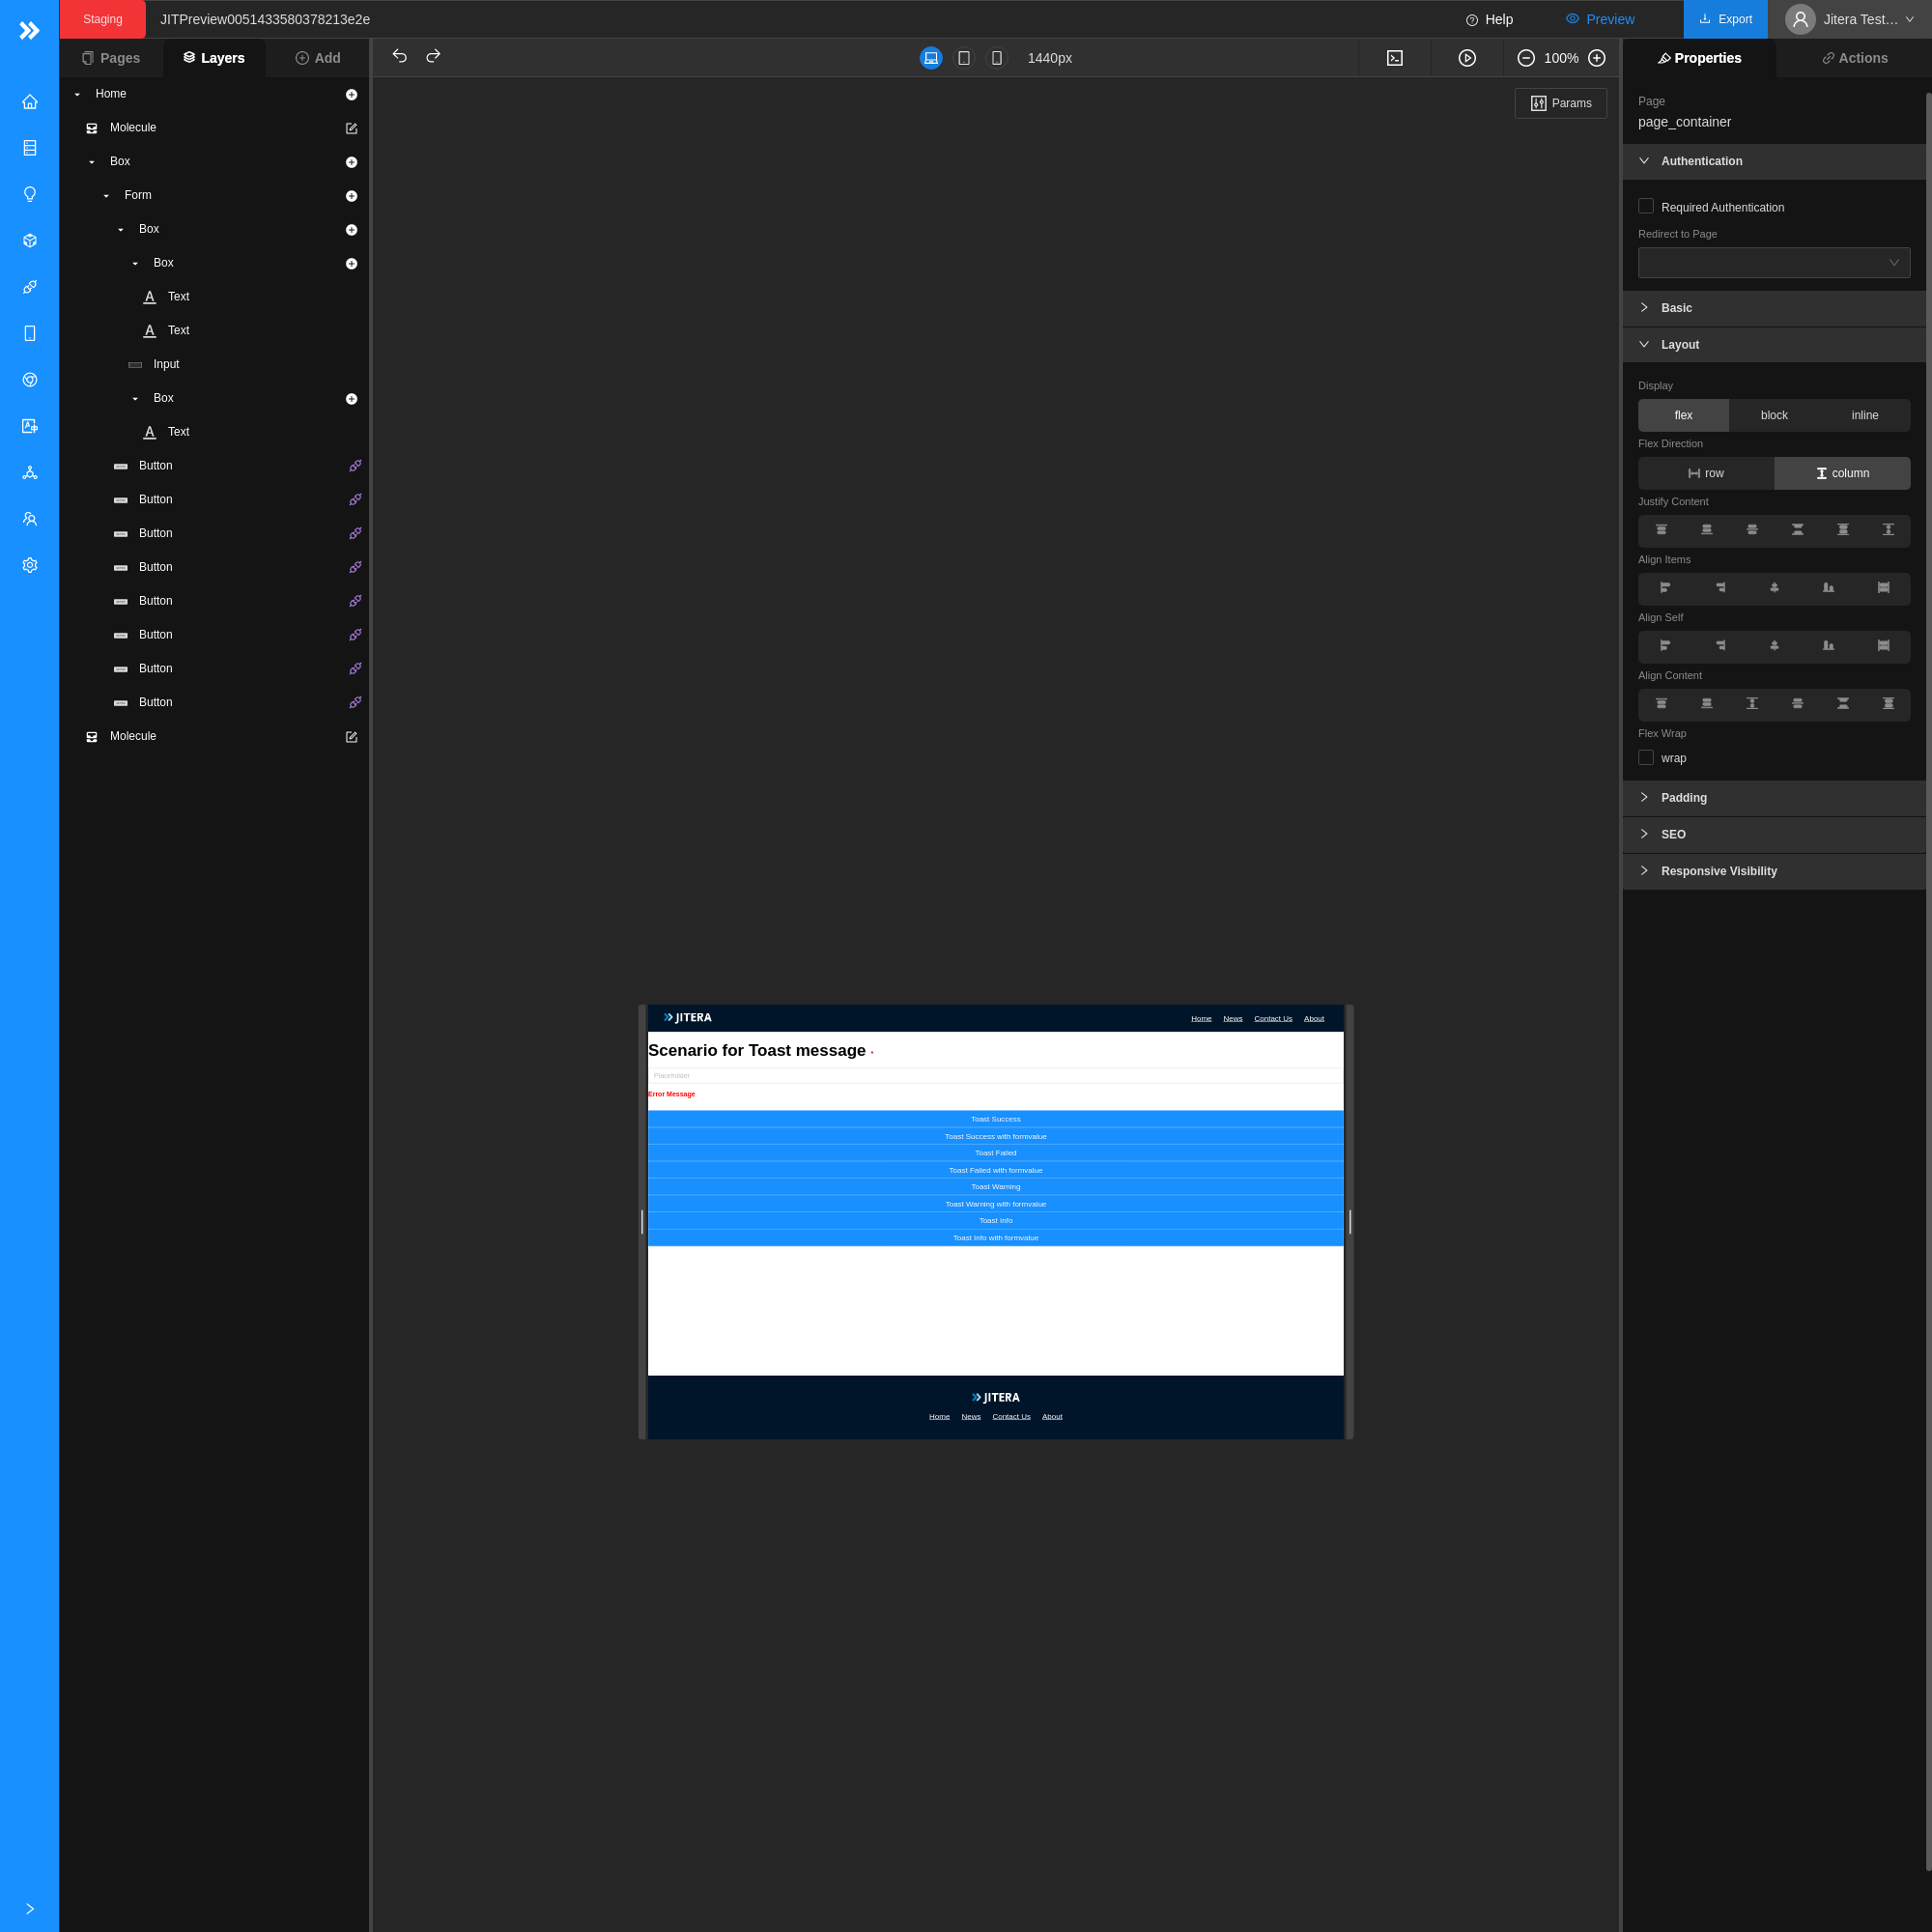 Staging
JITPreview0051433580378213e2e
Help
Preview
Export
Jitera Test…
Pages
Layers
Add
1440px
100%
Properties
Actions
Home
Molecule
Box
Form
Box
Box
Text
Text
Input
Box
Text
Button
Button
Button
Button
Button
Button
Button
Button
Molecule
Params
JITERA
Home News Contact Us About
Scenario for Toast message *
Placeholder
Error Message
Toast Success
Toast Success with formvalue
Toast Failed
Toast Failed with formvalue
Toast Warning
Toast Warning with formvalue
Toast Info
Toast Info with formvalue
JITERA
Home News Contact Us About
Page
page_container
Authentication
Required Authentication
Redirect to Page
Basic
Layout
Display
flex block inline
Flex Direction
row column
Justify Content
Align Items
Align Self
Align Content
Flex Wrap
wrap
Padding
SEO
Responsive Visibility